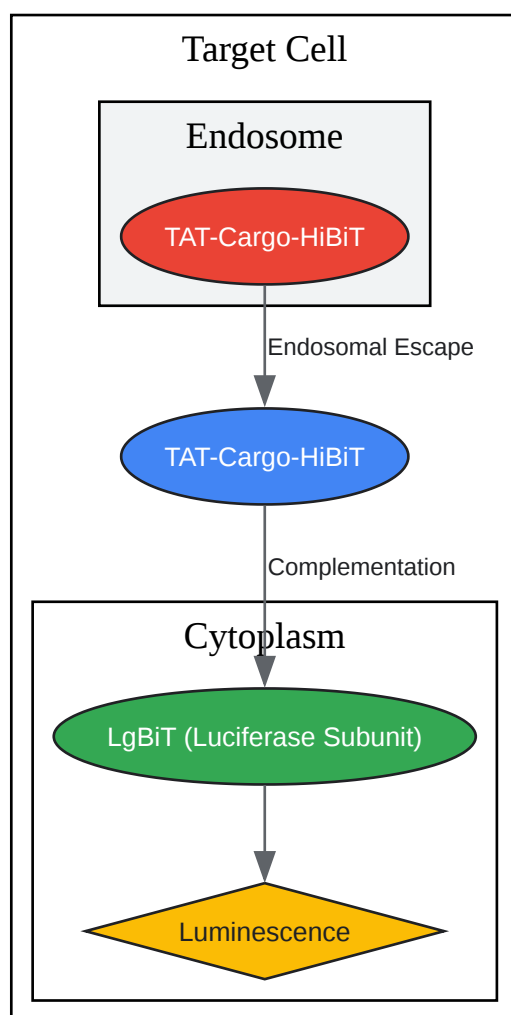 Target Cell
Endosome
TAT-Cargo-HiBiT
Endosomal Escape
TAT-Cargo-HiBiT
Complementation
Cytoplasm
LgBiT (Luciferase Subunit)
Luminescence